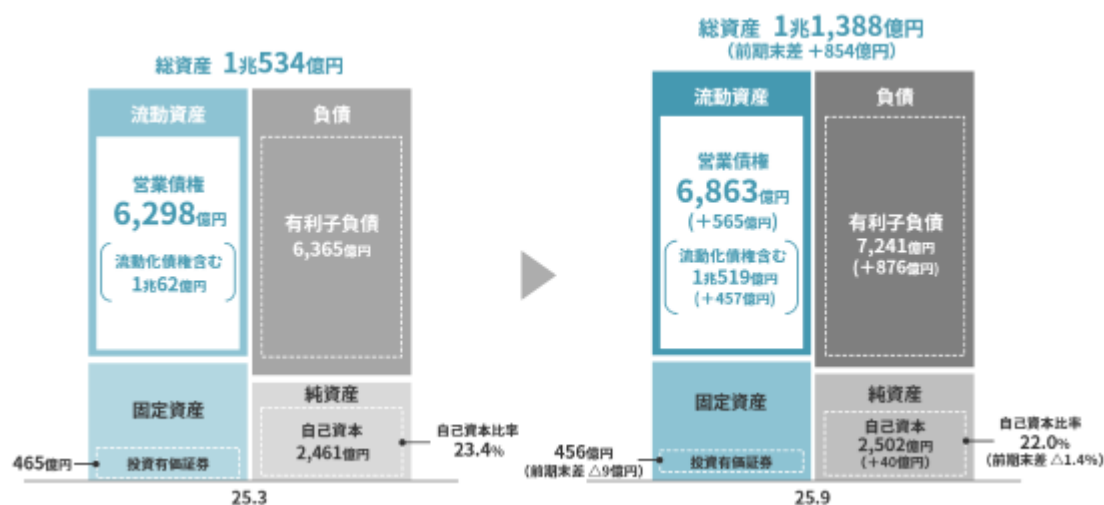 総資産 1兆534億円
流動資産
負債
営業債権
6,298億円
流動化債権含む
1兆62億円
有利子負債
6,365億円
固定資産
純資産
自己資本
2,461億円
自己資本比率
23.4%
465億円
投資有価証券
25.3
総資産 1兆1,388億円
（前期末差 ＋854億円）
流動資産
負債
営業債権
6,863億円
(＋565億円)
流動化債権含む
1兆519億円
(＋457億円)
有利子負債
7,241億円
(＋876億円)
固定資産
純資産
自己資本
2,502億円
(＋40億円)
自己資本比率
22.0%
(前期末差 △1.4%)
456億円
(前期末差 △9億円)
投資有価証券
25.9